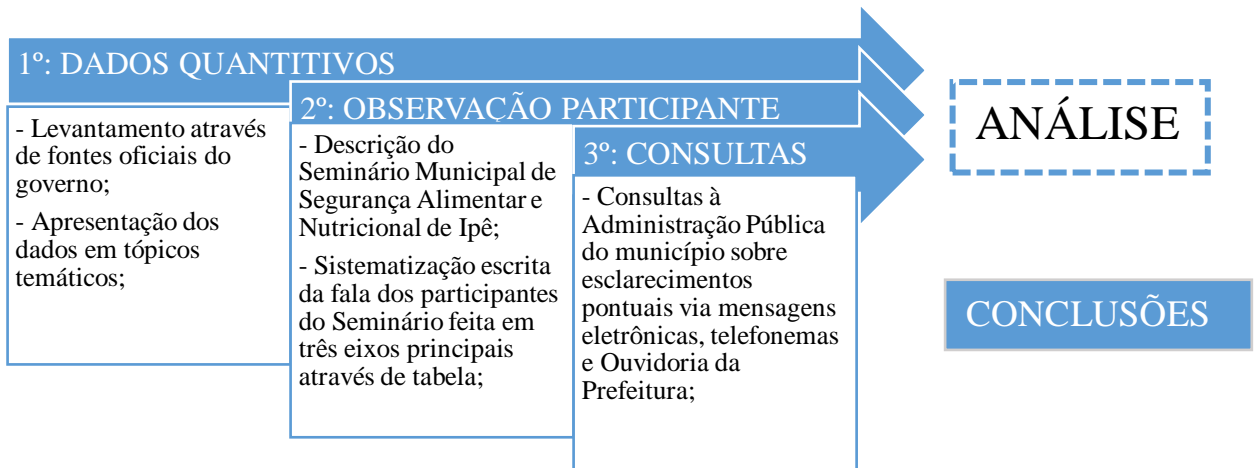 1º: DADOS QUANTITIVOS
- Levantamento através
de fontes oficiais do
governo;
- Apresentação dos
dados em tópicos
temáticos;
2º: OBSERVAÇÃO PARTICIPANTE
- Descrição do
Seminário Municipal de
Segurança Alimentar e
Nutricional de Ipê;
- Sistematização escrita
da fala dos participantes
do Seminário feita em
três eixos principais
através de tabela;
3º: CONSULTAS
- Consultas à
Administração Pública
do município sobre
esclarecimentos
pontuais via mensagens
eletrônicas, telefonemas
e Ouvidoria da
Prefeitura;
ANÁLISE
CONCLUSÕES